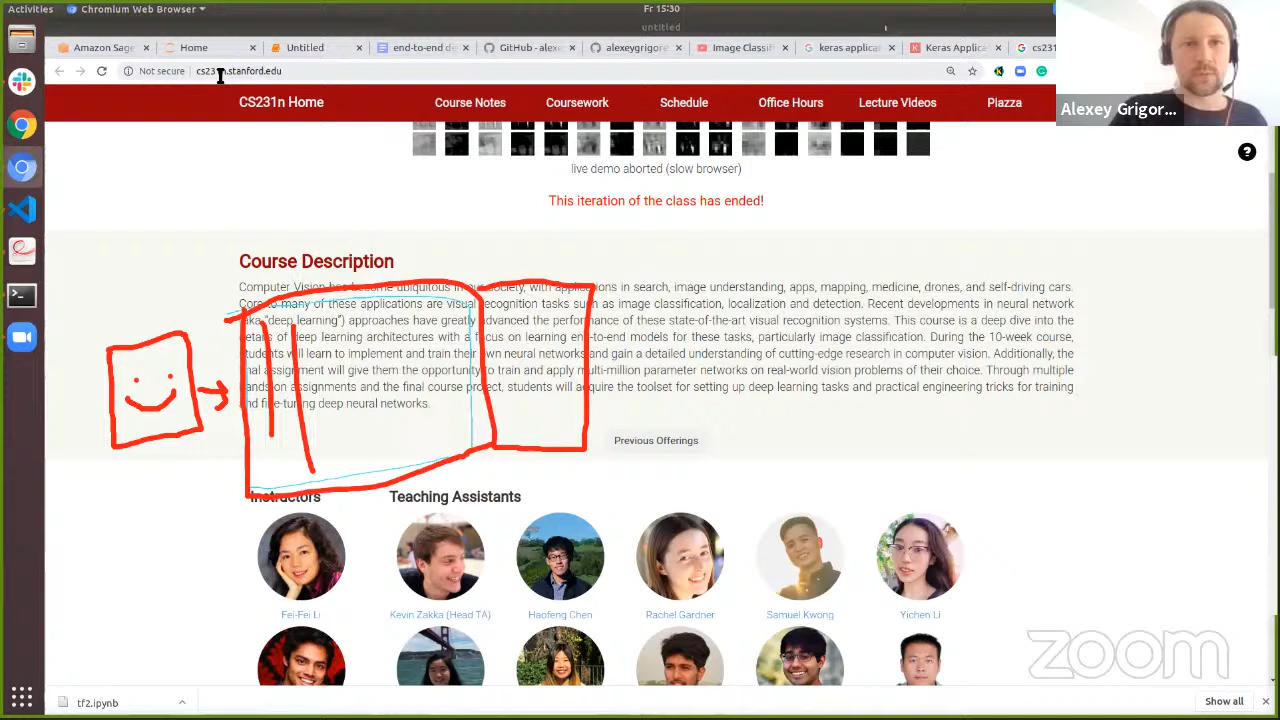 Activities
Chromium Web Browser
Fr 15:30
untitled
Amazon Sage
Home
Untitled
end-to-end d
GitHub - alex
alexeygrigore
Image Classif
keras applica
Keras Applica
cs231
Not secure
cs231n.stanford.edu
CS231n Home
Course Notes
Coursework
Schedule
Office Hours
Lecture Videos
Piazza
Alexey Grigor...
live demo aborted (slow browser)
This iteration of the class has ended!
Course Description
Computer Vision has become ubiquitous in our society, with applications in search, image understanding, apps, mapping, medicine, drones, and self-driving cars.
Core to many of these applications are visual recognition tasks such as image classification, localization and detection. Recent developments in neural network
(aka "deep learning") approaches have greatly advanced the performance of these state-of-the-art visual recognition systems. This course is a deep dive into the
details of deep learning architectures with a focus on learning end-to-end models for these tasks, particularly image classification. During the 10-week course,
students will learn to implement and train their own neural networks and gain a detailed understanding of cutting-edge research in computer vision. Additionally, the
final assignment will give them the opportunity to train and apply multi-million parameter networks on real-world vision problems of their choice. Through multiple
hands-on assignments and the final course project, students will acquire the toolset for setting up deep learning tasks and practical engineering tricks for training
and fine-tuning deep neural networks.
Previous Offerings
Instructors
Teaching Assistants
Fei-Fei Li
Kevin Zakka (Head TA)
Haofeng Chen
Rachel Gardner
Samuel Kwong
Yichen Li
zoom
tf2.ipynb
Show all